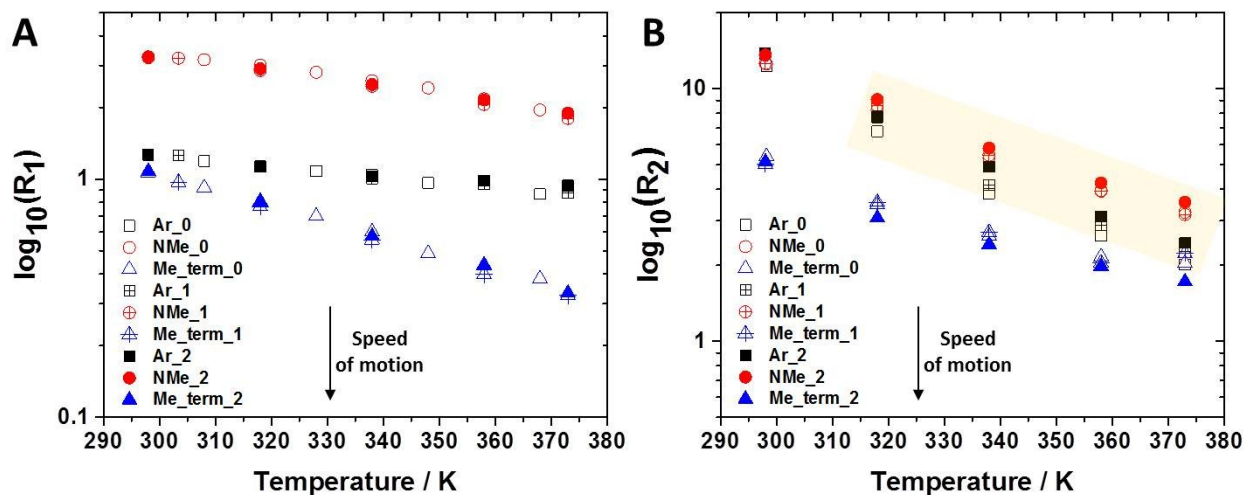 A
log10(R1)
1
0.1
Ar_0
NMe_0
Me_term_0
Ar_1
NMe_1
Me_term_1
Ar_2
NMe_2
Me_term_2
Speed
of motion
290 300 310 320 330 340 350 360 370 380
Temperature / K
B
log10(R2)
10
1
Ar_0
NMe_0
Me_term_0
Ar_1
NMe_1
Me_term_1
Ar_2
NMe_2
Me_term_2
Speed
of motion
290 300 310 320 330 340 350 360 370 380
Temperature / K